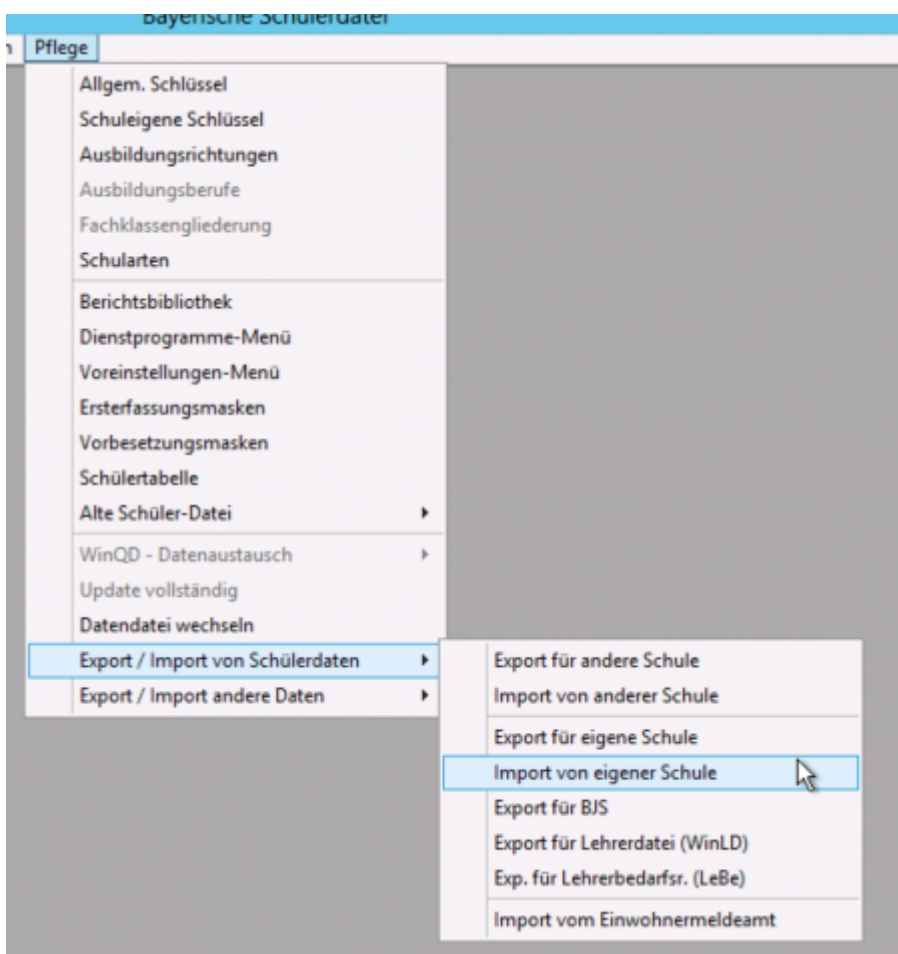 Bayerische Schülerdatei
n Pflege
Allgem. Schlüssel
Schuleigene Schlüssel
Ausbildungsrichtungen
Ausbildungsberufe
Fachklassengliederung
Schularten
Berichtsbibliothek
Dienstprogramme-Menü
Voreinstellungen-Menü
Ersterfassungsmasken
Vorbesetzungsmasken
Schülertabelle
Alte Schüler-Datei
WinQD - Datenaustausch
Update vollständig
Datendatei wechseln
Export / Import von Schülerdaten
Export / Import andere Daten
Export für andere Schule
Import von anderer Schule
Export für eigene Schule
Import von eigener Schule
Export für BJS
Export für Lehrerdatei (WinLD)
Exp. für Lehrerbedarfsr. (LeBe)
Import vom Einwohnermeldeamt